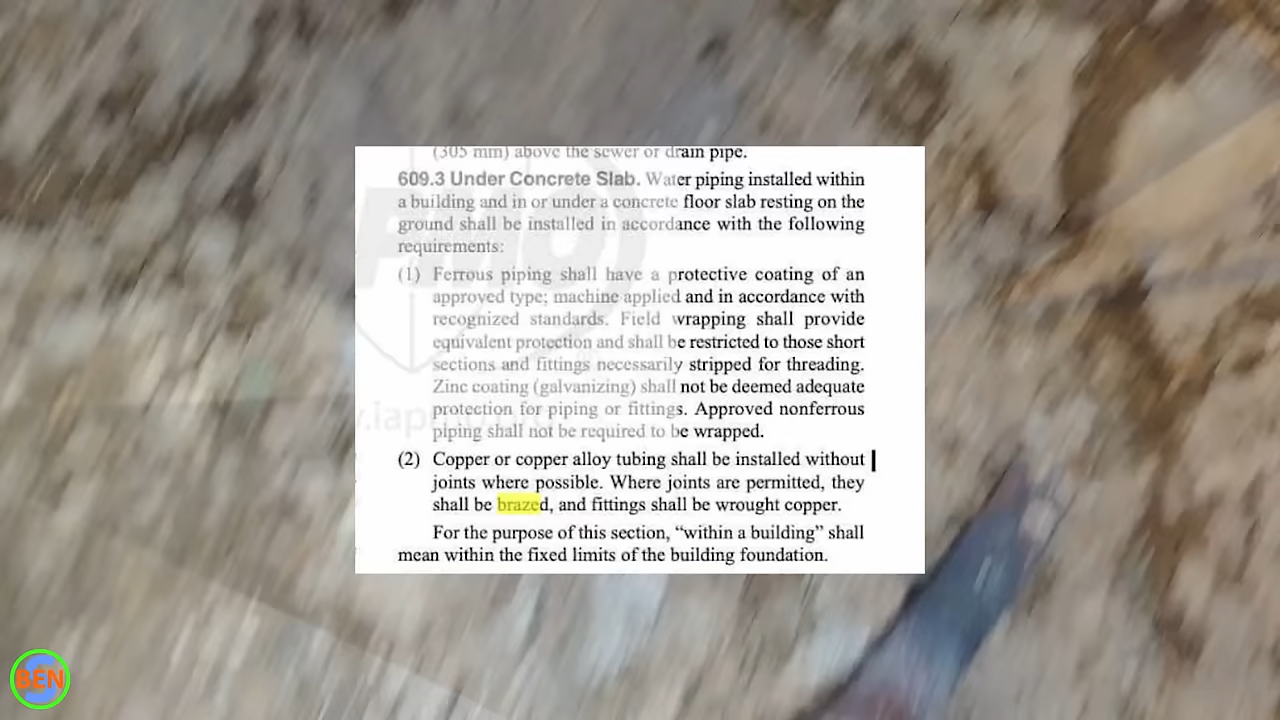 (305 mm) above the sewer or drain pipe.
609.3 Under Concrete Slab. Water piping installed within
a building and in or under a concrete floor slab resting on the
ground shall be installed in accordance with the following
requirements:
(1) Ferrous piping shall have a protective coating of an
approved type; machine applied and in accordance with
recognized standards. Field wrapping shall provide
equivalent protection and shall be restricted to those short
sections and fittings necessarily stripped for threading.
Zinc coating (galvanizing) shall not be deemed adequate
protection for piping or fittings. Approved nonferrous
piping shall not be required to be wrapped.
(2) Copper or copper alloy tubing shall be installed without
joints where possible. Where joints are permitted, they
shall be brazed, and fittings shall be wrought copper.
For the purpose of this section, “within a building” shall
mean within the fixed limits of the building foundation.
BEN